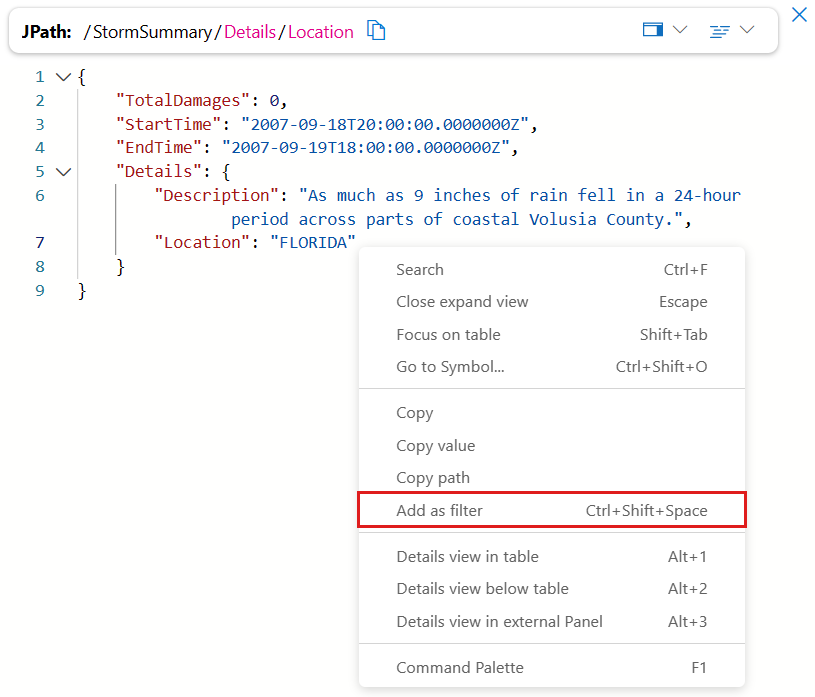 JPath: /StormSummary/Details/Location
1 {
2 "TotalDamages": 0,
3 "StartTime": "2007-09-18T20:00:00.0000000Z",
4 "EndTime": "2007-09-19T18:00:00.0000000Z",
5 "Details": {
6 "Description": "As much as 9 inches of rain fell in a 24-hour
period across parts of coastal Volusia County.",
7 "Location": "FLORIDA"
8 }
9 }
Search Ctrl+F
Close expand view Escape
Focus on table Shift+Tab
Go to Symbol... Ctrl+Shift+O
Copy
Copy value
Copy path
Add as filter Ctrl+Shift+Space
Details view in table Alt+1
Details view below table Alt+2
Details view in external Panel Alt+3
Command Palette F1